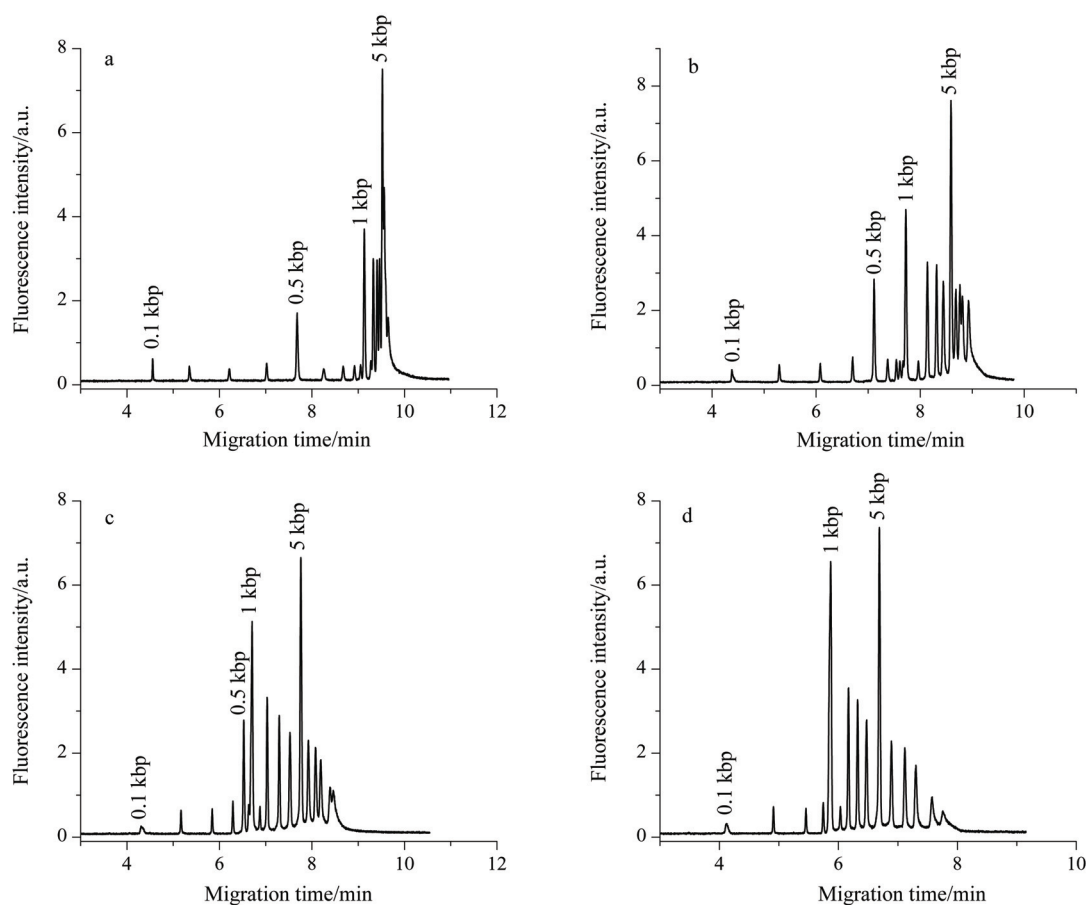 a
0.1 kbp
0.5 kbp
1 kbp
5 kbp
Fluorescence intensity/a.u.
8
6
4
2
0
4
6
8
10
12
Migration time/min
b
0.1 kbp
0.5 kbp
1 kbp
5 kbp
Fluorescence intensity/a.u.
8
6
4
2
0
4
6
8
10
Migration time/min
c
0.1 kbp
0.5 kbp
1 kbp
5 kbp
Fluorescence intensity/a.u.
8
6
4
2
0
4
6
8
10
12
Migration time/min
d
0.1 kbp
1 kbp
5 kbp
Fluorescence intensity/a.u.
8
6
4
2
0
4
6
8
10
Migration time/min